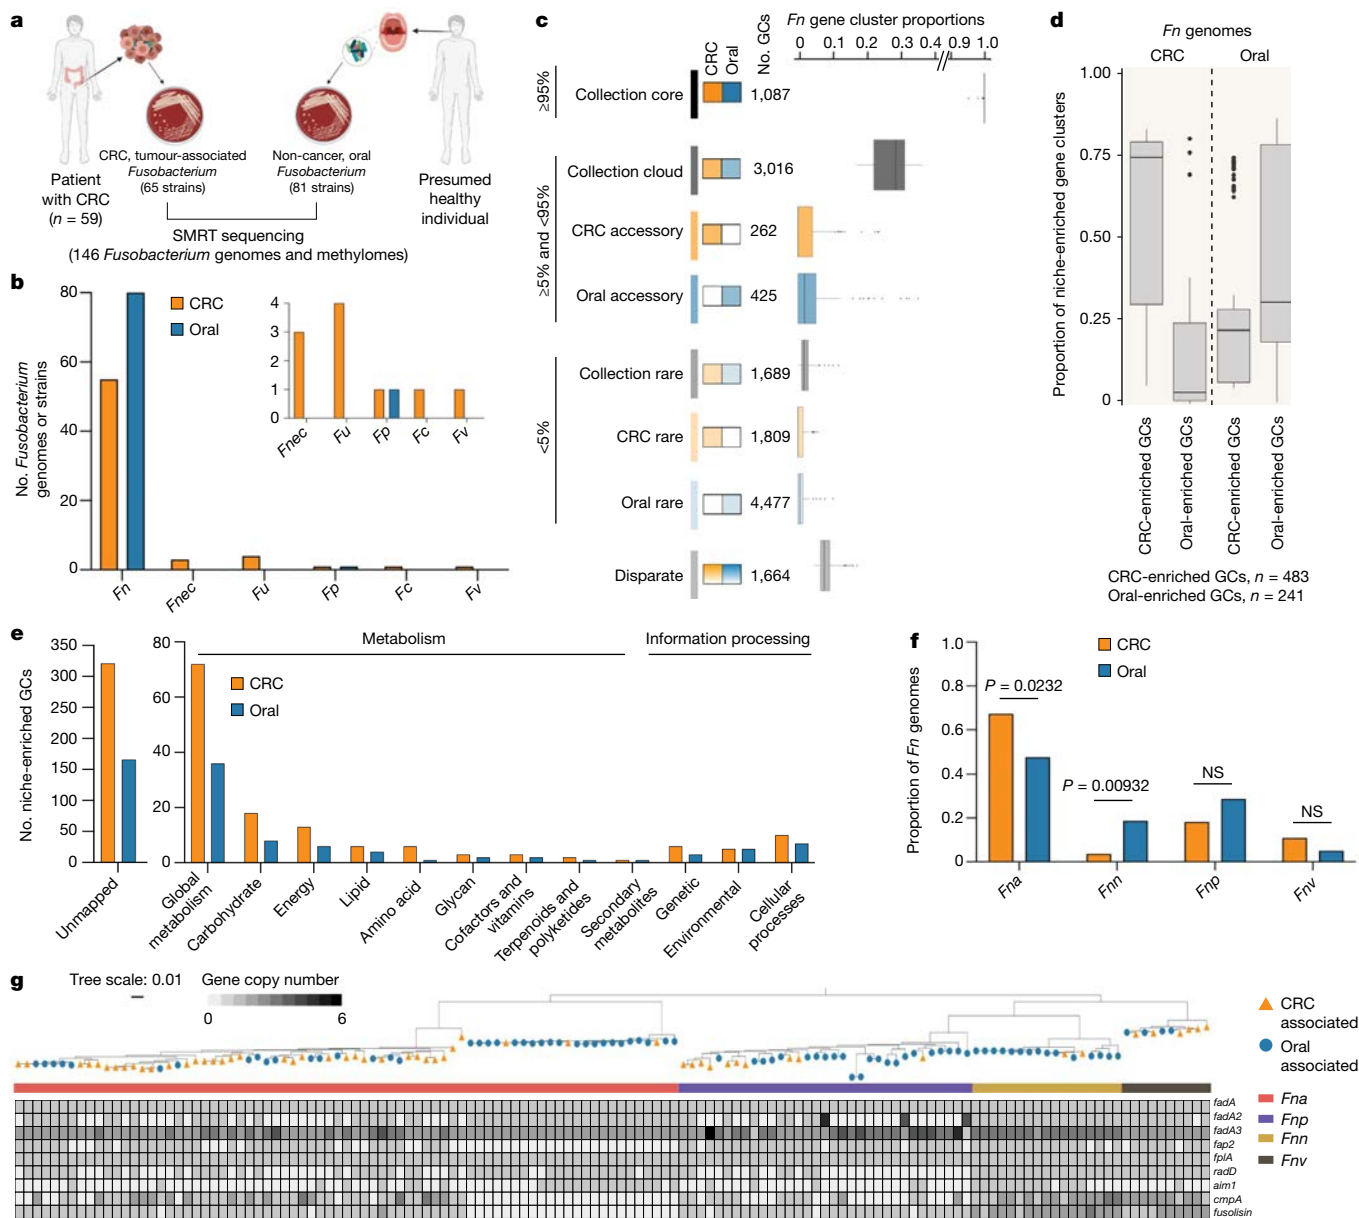 a
Patient
with CRC
(n = 59)
CRC, tumour-associated
Fusobacterium
(65 strains)
Non-cancer, oral
Fusobacterium
(81 strains)
Presumed
healthy
individual
SMRT sequencing
(146 Fusobacterium genomes and methylomes)
b
No. Fusobacterium
genomes or strains
80
60
40
20
0
CRC
Oral
Fn
Fnec
Fu
Fp
Fc
Fv
4
3
2
1
0
Fnec
Fu
Fp
Fc
Fv
c
Fn gene cluster proportions
CRC
Oral
No. GCs
0 0.1 0.2 0.3 0.4 0.9 1.0
≥95%
Collection core 1,087
≥5% and <95%
Collection cloud 3,016
CRC accessory 262
Oral accessory 425
<5%
Collection rare 1,689
CRC rare 1,809
Oral rare 4,477
Disparate 1,664
d
Fn genomes
CRC Oral
Proportion of niche-enriched gene clusters
1.00
0.75
0.50
0.25
0
CRC-enriched GCs
Oral-enriched GCs
CRC-enriched GCs
Oral-enriched GCs
CRC-enriched GCs, n = 483
Oral-enriched GCs, n = 241
e
No. niche-enriched GCs
350
300
250
200
150
100
50
0
Unmapped
80
60
40
20
0
Metabolism
Information processing
CRC
Oral
Global
metabolism
Carbohydrate
Energy
Lipid
Amino acid
Glycan
Cofactors and
vitamins
Terpenoids and
polyketides
Secondary
metabolites
Genetic
Environmental
Cellular
processes
f
Proportion of Fn genomes
1.0
0.8
0.6
0.4
0.2
0
CRC
Oral
P = 0.0232
P = 0.00932
NS
NS
Fna
Fnn
Fnp
Fnv
g
Tree scale: 0.01
Gene copy number
0 6
CRC
associated
Oral
associated
Fna
Fnp
Fnn
Fnv
fadA
fadA2
fadA3
fap2
fplA
radD
aim1
cmpA
fusolisin